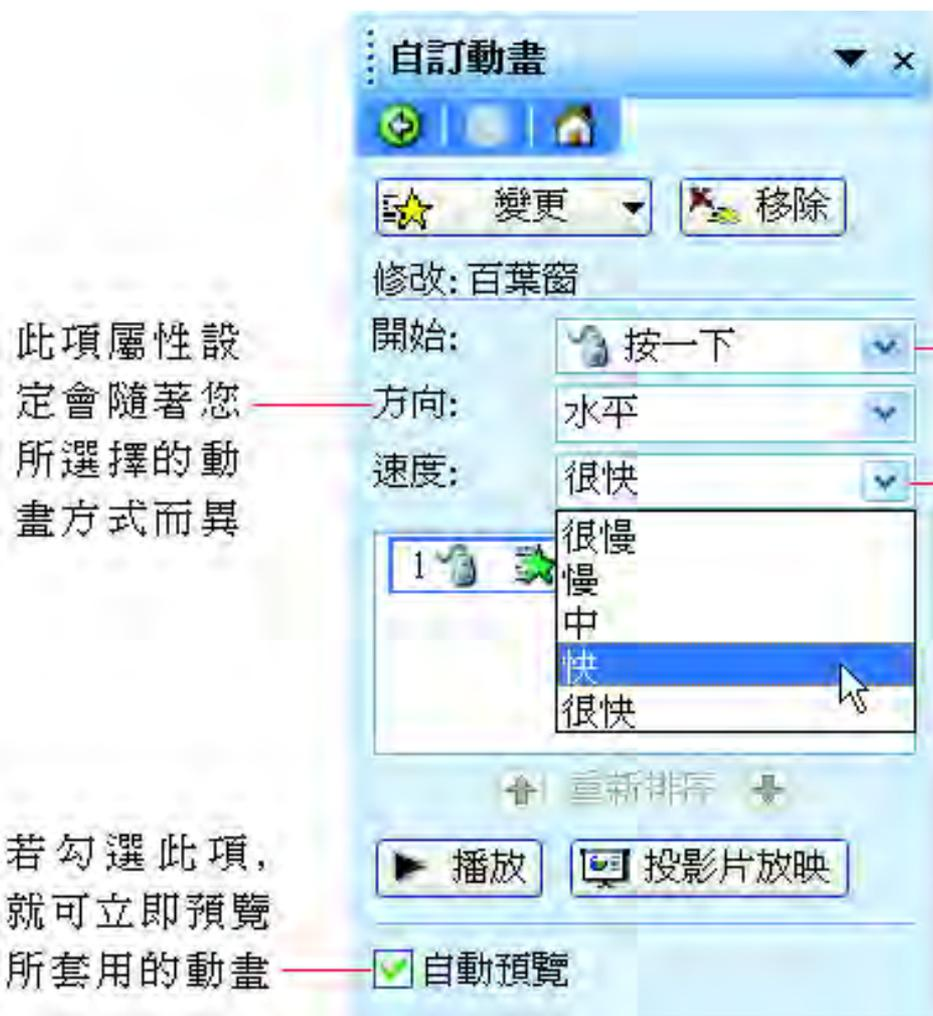 自訂動畫
變更 移除
修改: 百葉窗
開始: 按一下
此項屬性設
定會隨著您
所選擇的動
畫方式而異
方向: 水平
速度: 很快
1
很慢
慢
中
快
很快
重新排序
播放 投影片放映
若勾選此項,
就可立即預覽
所套用的動畫
自動預覽